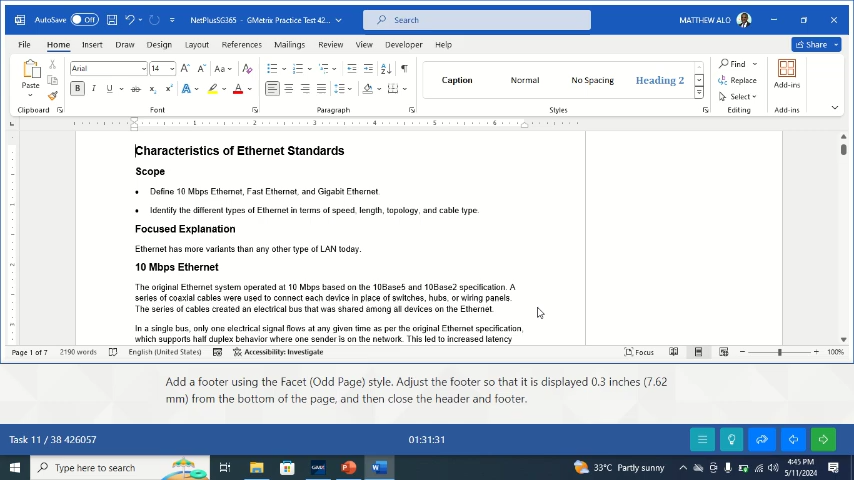 AutoSave Off NetPlusSG365 - GMetrix Practice Test 42... Search MATTHEW ALO
File Home Insert Draw Design Layout References Mailings Review View Developer Help Share
Paste Arial 14 Caption Normal No Spacing Heading 2 Find Replace Select Add-ins
Clipboard Font Paragraph Styles Editing Add-ins
Characteristics of Ethernet Standards
Scope
• Define 10 Mbps Ethernet, Fast Ethernet, and Gigabit Ethernet.
• Identify the different types of Ethernet in terms of speed, length, topology, and cable type.
Focused Explanation
Ethernet has more variants than any other type of LAN today.
10 Mbps Ethernet
The original Ethernet system operated at 10 Mbps based on the 10Base5 and 10Base2 specification. A
series of coaxial cables were used to connect each device in place of switches, hubs, or wiring panels.
The series of cables created an electrical bus that was shared among all devices on the Ethernet.
In a single bus, only one electrical signal flows at any given time as per the original Ethernet specification,
which supports half duplex behavior where one sender is on the network. This led to increased latency
Page 1 of 7 2190 words English (United States) Accessibility: Investigate Focus 100%
Add a footer using the Facet (Odd Page) style. Adjust the footer so that it is displayed 0.3 inches (7.62
mm) from the bottom of the page, and then close the header and footer.
Task 11 / 38 426057 01:31:31
Type here to search 33°C Partly sunny 4:45 PM
5/11/2024